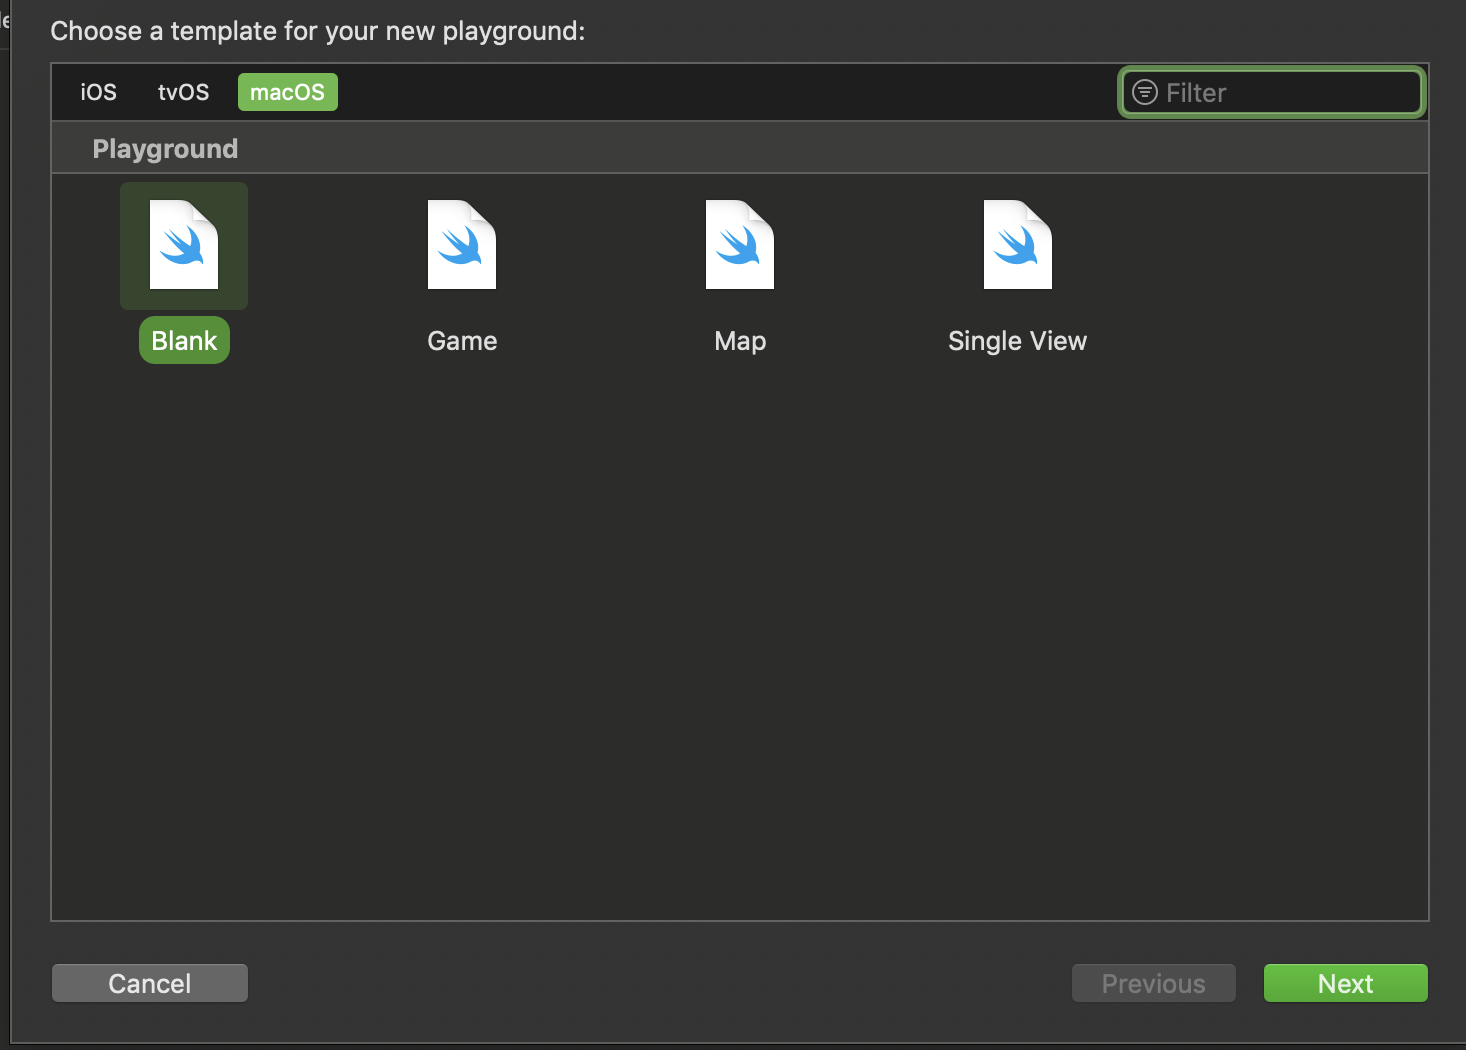 Choose a template for your new playground:
iOS tvOS macOS Filter
Playground
Blank Game Map Single View
Cancel Previous Next